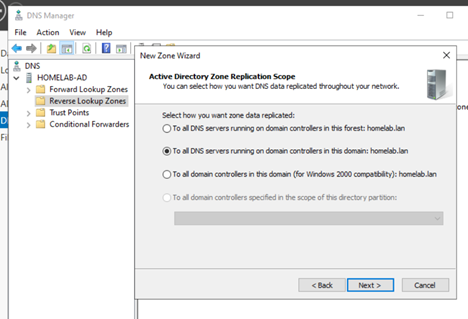 DNS Manager
File Action View Help
DNS
HOMELAB-AD
Forward Lookup Zones
Reverse Lookup Zones
Trust Points
Conditional Forwarders
New Zone Wizard
Active Directory Zone Replication Scope
You can select how you want DNS data replicated throughout your network.
Select how you want zone data replicated:
To all DNS servers running on domain controllers in this forest: homelab.lan
To all DNS servers running on domain controllers in this domain: homelab.lan
To all domain controllers in this domain (for Windows 2000 compatibility): homelab.lan
To all domain controllers specified in the scope of this directory partition:
< Back Next > Cancel